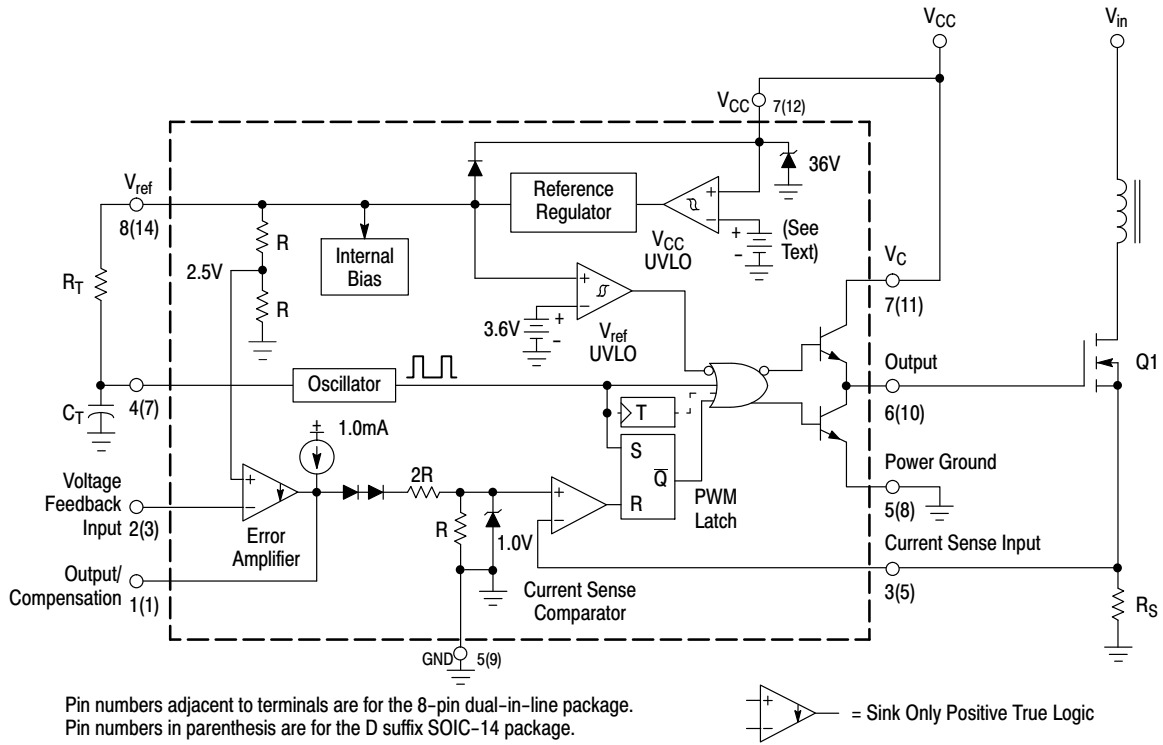 VCC
Vin
VCC 7(12)
36V
Vref
8(14)
Reference
Regulator
+
−
VCC
UVLO
+
-
(See
Text)
R
Internal
Bias
2.5V
RT
R
+
−
3.6V
+
-
Vref
UVLO
VC
7(11)
Q1
Output
6(10)
Oscillator
4(7)
CT
T
1.0mA
S
Q
R
PWM
Latch
2R
Voltage
Feedback
Input 2(3)
+
−
Error
Amplifier
R
1.0V
+
−
Power Ground
5(8)
Current Sense Input
3(5)
Output/
Compensation 1(1)
Current Sense
Comparator
RS
GND 5(9)
Pin numbers adjacent to terminals are for the 8-pin dual-in-line package.
Pin numbers in parenthesis are for the D suffix SOIC-14 package.
+
−
= Sink Only Positive True Logic